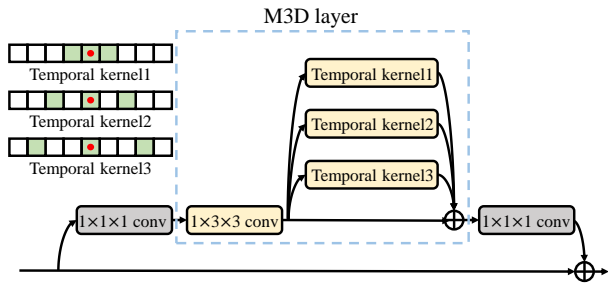 M3D layer
Temporal kernel1
Temporal kernel2
Temporal kernel3
Temporal kernel1
Temporal kernel2
Temporal kernel3
1×1×1 conv
1×3×3 conv
1×1×1 conv